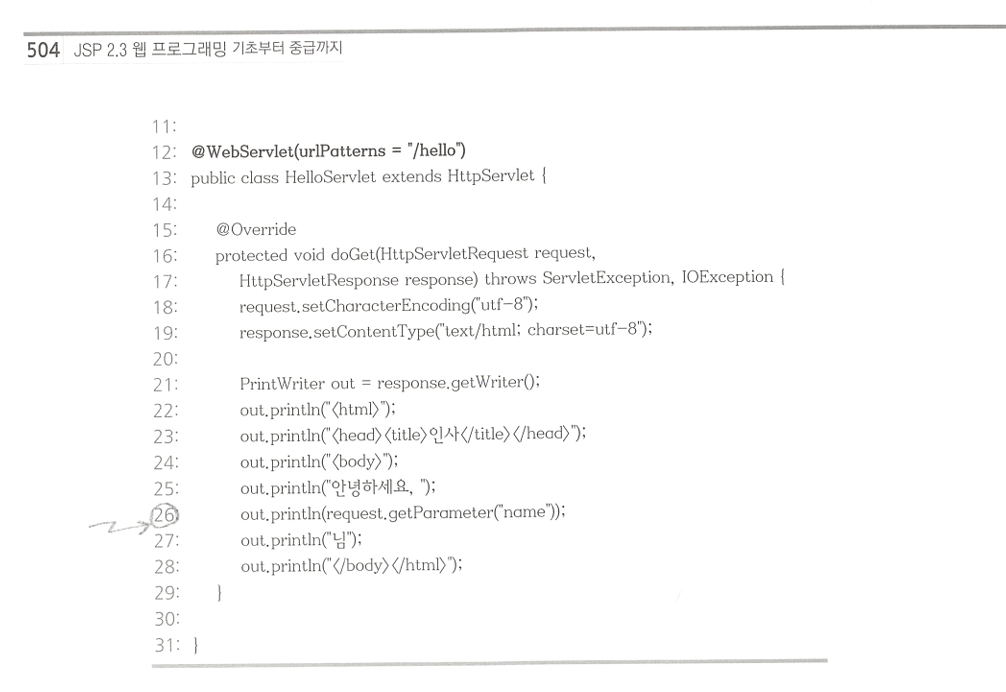 504 JSP 2.3 웹 프로그래밍 기초부터 중급까지
11:
12: @WebServlet(urlPatterns = "/hello")
13: public class HelloServlet extends HttpServlet {
14:
15: @Override
16: protected void doGet(HttpServletRequest request,
17: HttpServletResponse response) throws ServletException, IOException {
18: request.setCharacterEncoding("utf-8");
19: response.setContentType("text/html; charset=utf-8");
20:
21: PrintWriter out = response.getWriter();
22: out.println("<html>");
23: out.println("<head><title>인사</title></head>");
24: out.println("<body>");
25: out.println("안녕하세요, ");
26: out.println(request.getParameter("name"));
27: out.println("님");
28: out.println("</body></html>");
29: }
30:
31: }